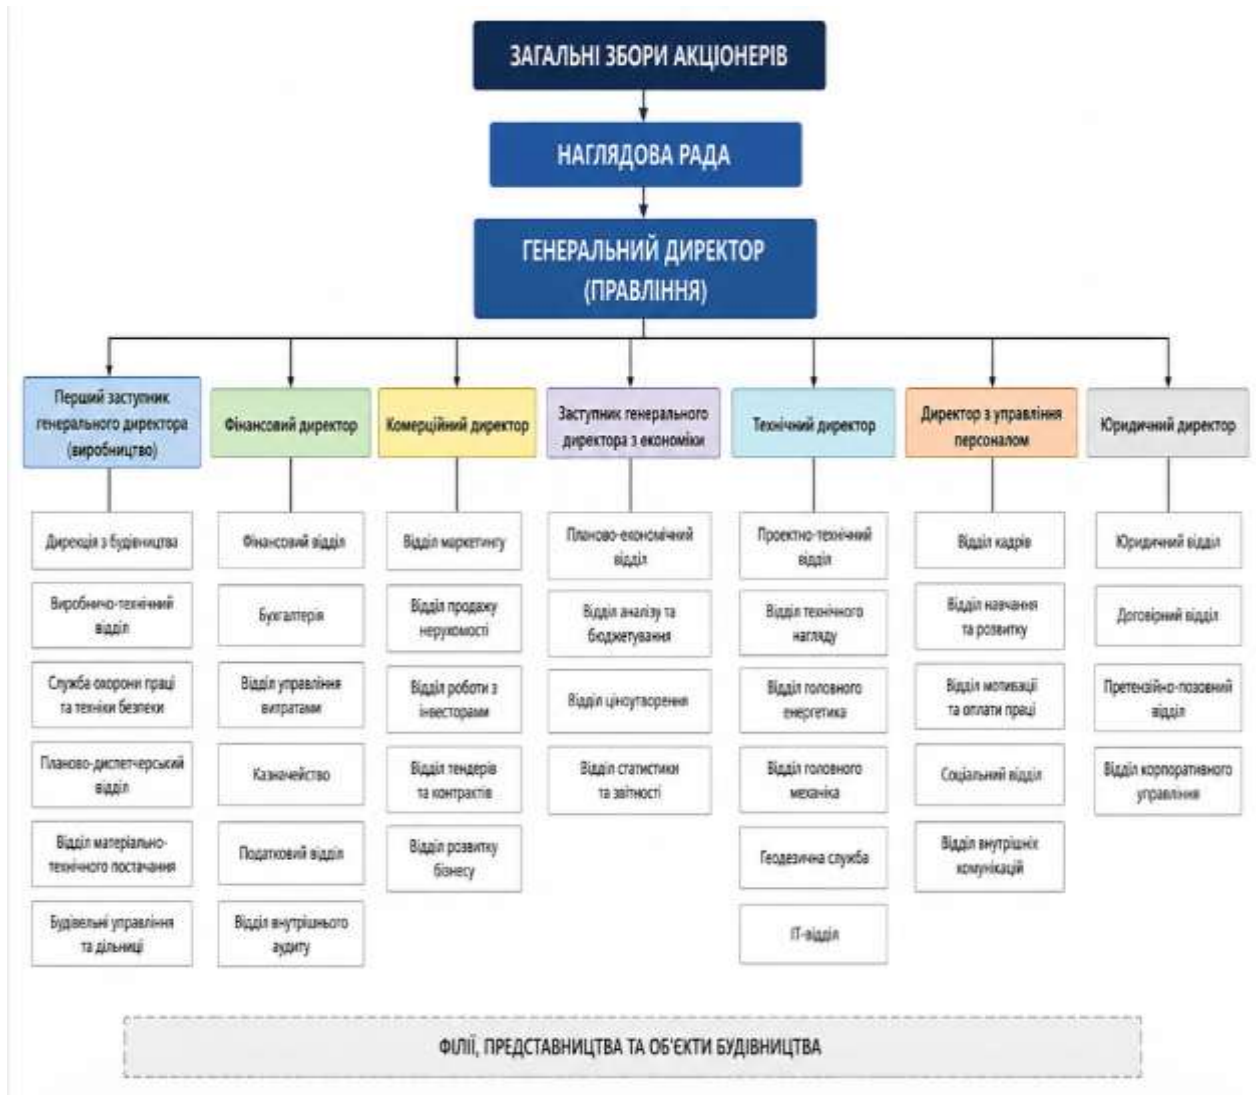 ЗАГАЛЬНІ ЗБОРИ АКЦІОНЕРІВ
НАГЛЯДОВА РАДА
ГЕНЕРАЛЬНИЙ ДИРЕКТОР
(ПРАВЛІННЯ)
Перший заступник
генерального директора
(виробництво)
Фінансовий директор
Комерційний директор
Заступник генерального
директора з економіки
Технічний директор
Директор з управління
персоналом
Юридичний директор
Дирекція з будівництва
Виробничо-технічний
відділ
Служба охорони праці
та техніки безпеки
Планово-диспетчерський
відділ
Відділ матеріально-
технічного постачання
Будівельні управління
та дільниці
Фінансовий відділ
Бухгалтерія
Відділ управління
витратами
Казначейство
Податковий відділ
Відділ внутрішнього
аудиту
Відділ маркетингу
Відділ продажу
нерухомості
Відділ роботи з
інвесторами
Відділ тендерів
та контрактів
Відділ розвитку
бізнесу
Планово-економічний
відділ
Відділ аналізу та
бюджетування
Відділ ціноутворення
Відділ статистики
та звітності
Проектно-технічний
відділ
Відділ технічного
нагляду
Відділ головного
енергетика
Відділ головного
механіка
Геодезична служба
ІТ-відділ
Відділ кадрів
Відділ навчання
та розвитку
Відділ мотивації
та оплати праці
Соціальний відділ
Відділ внутрішніх
комунікацій
Юридичний відділ
Договірний відділ
Претензійно-позовний
відділ
Відділ корпоративного
управління
ФІЛІЇ, ПРЕДСТАВНИЦТВА ТА ОБ'ЄКТИ БУДІВНИЦТВА